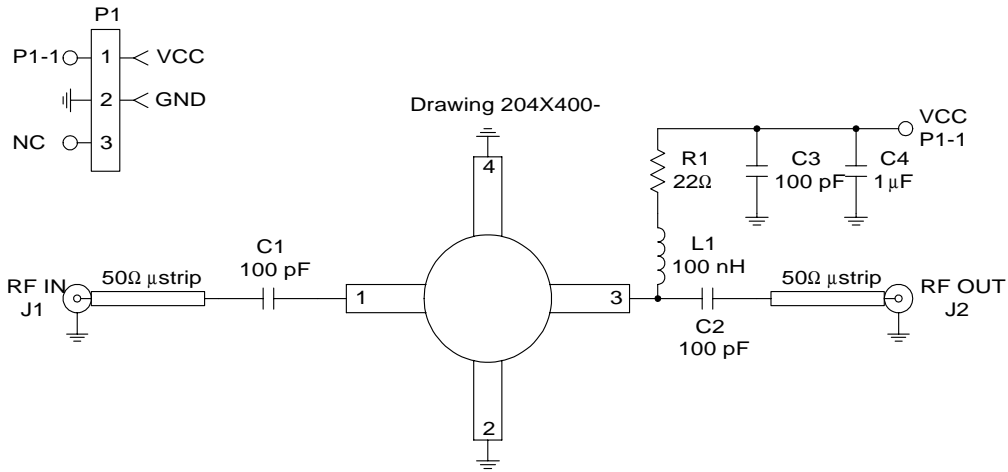 P1
P1-1
1
VCC
2
GND
NC
3
Drawing 204X400-
4
VCC
P1-1
R1
22Ω
C3
100 pF
C4
1 μF
L1
100 nH
C1
100 pF
RF IN
J1
50Ω μstrip
1
3
C2
100 pF
50Ω μstrip
RF OUT
J2
2